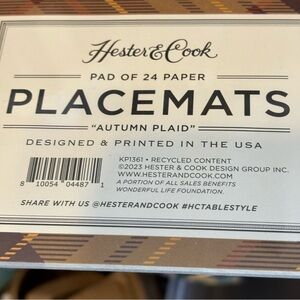 Hester & Cook
PAD OF 24 PAPER
PLACEMATS
"AUTUMN PLAID"
DESIGNED & PRINTED IN THE USA
KP1361 • RECYCLED CONTENT
©2023 HESTER & COOK DESIGN GROUP INC.
WWW.HESTERANDCOOK.COM
A PORTION OF ALL SALES BENEFITS
WONDERFUL LIFE FOUNDATION.
8 10054 04487 1
SHARE WITH US @HESTERANDCOOK #HCTABLESTYLE